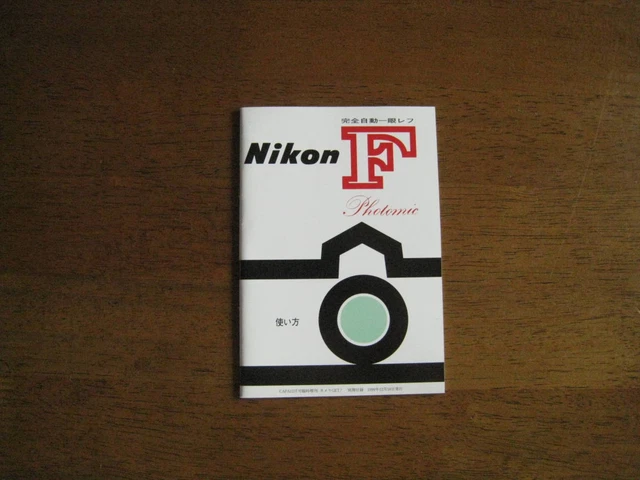 完全自動一眼レフ
Nikon F
Photomic
使い方